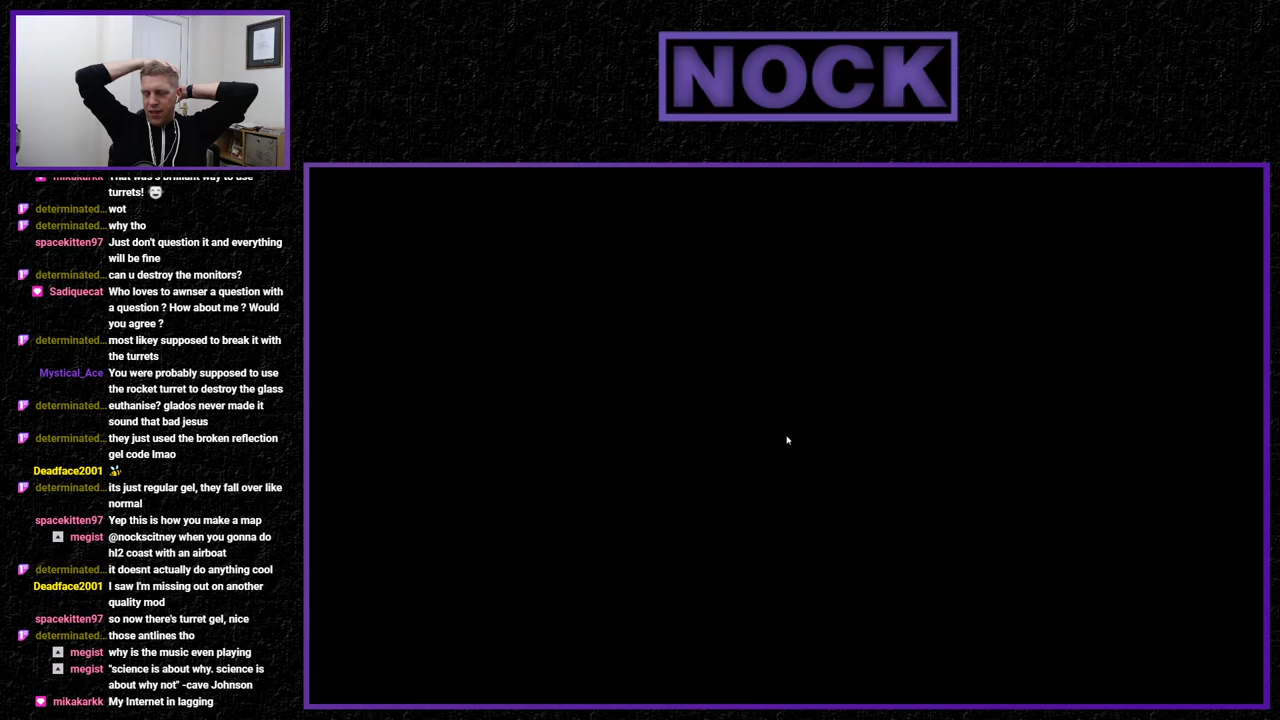 NOCK
mikakarkk That was s brilliant way to use
turrets!
determinated... wot
determinated... why tho
spacekitten97 Just don't question it and everything
will be fine
determinated... can u destroy the monitors?
Sadiquecat Who loves to awnser a question with
a question ? How about me ? Would
you agree ?
determinated... most likey supposed to break it with
the turrets
Mystical_Ace You were probably supposed to use
the rocket turret to destroy the glass
determinated... euthanise? glados never made it
sound that bad jesus
determinated... they just used the broken reflection
gel code lmao
Deadface2001
determinated... its just regular gel, they fall over like
normal
spacekitten97 Yep this is how you make a map
megist @nockscitney when you gonna do
hl2 coast with an airboat
determinated... it doesnt actually do anything cool
Deadface2001 I saw I'm missing out on another
quality mod
spacekitten97 so now there's turret gel, nice
determinated... those antlines tho
megist why is the music even playing
megist "science is about why. science is
about why not" -cave Johnson
mikakarkk My Internet in lagging